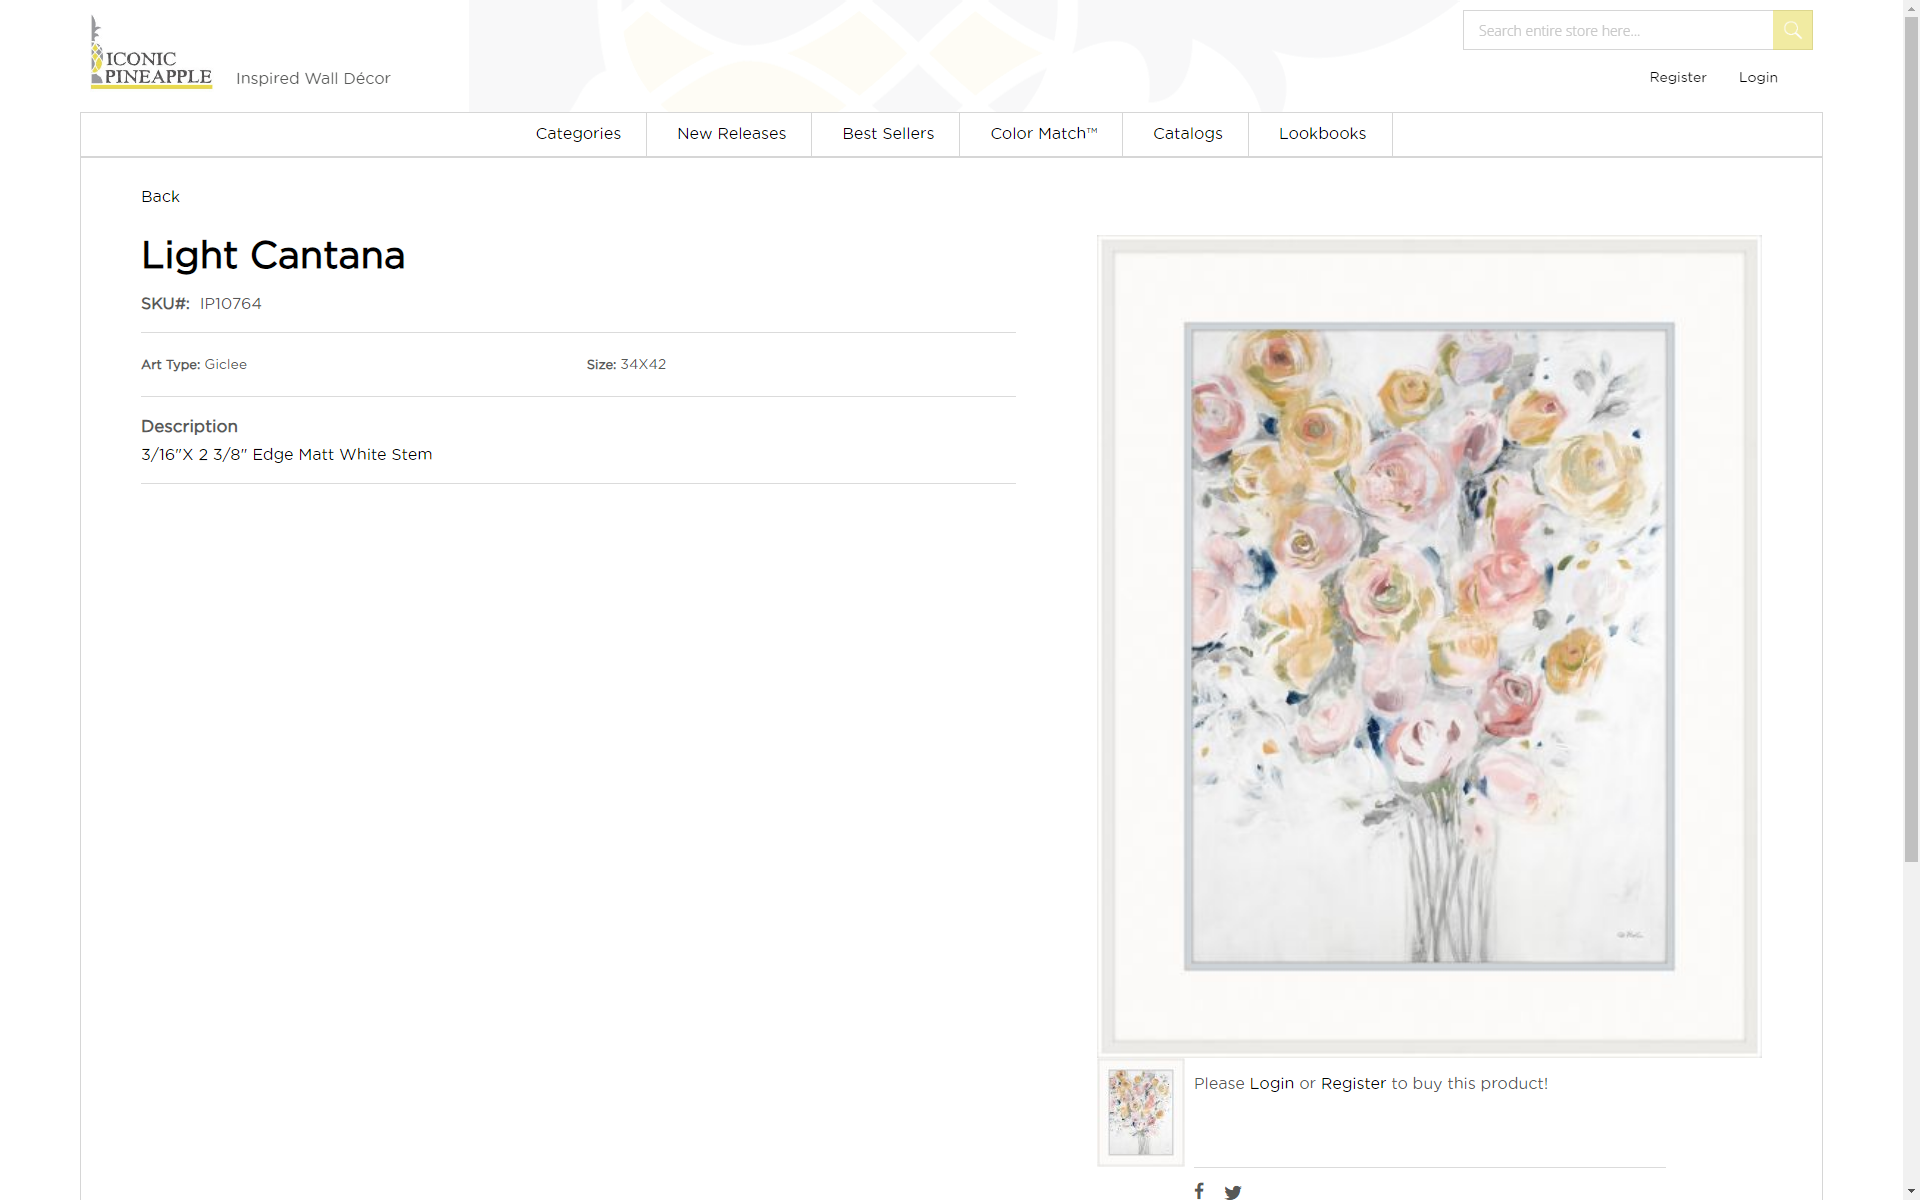 ICONIC
PINEAPPLE
Inspired Wall Décor
Search entire store here...
Register
Login
Categories
New Releases
Best Sellers
Color Match™
Catalogs
Lookbooks
Back
Light Cantana
SKU#: IP10764
Art Type: Giclee
Size: 34X42
Description
3/16"X 2 3/8" Edge Matt White Stem
Please Login or Register to buy this product!